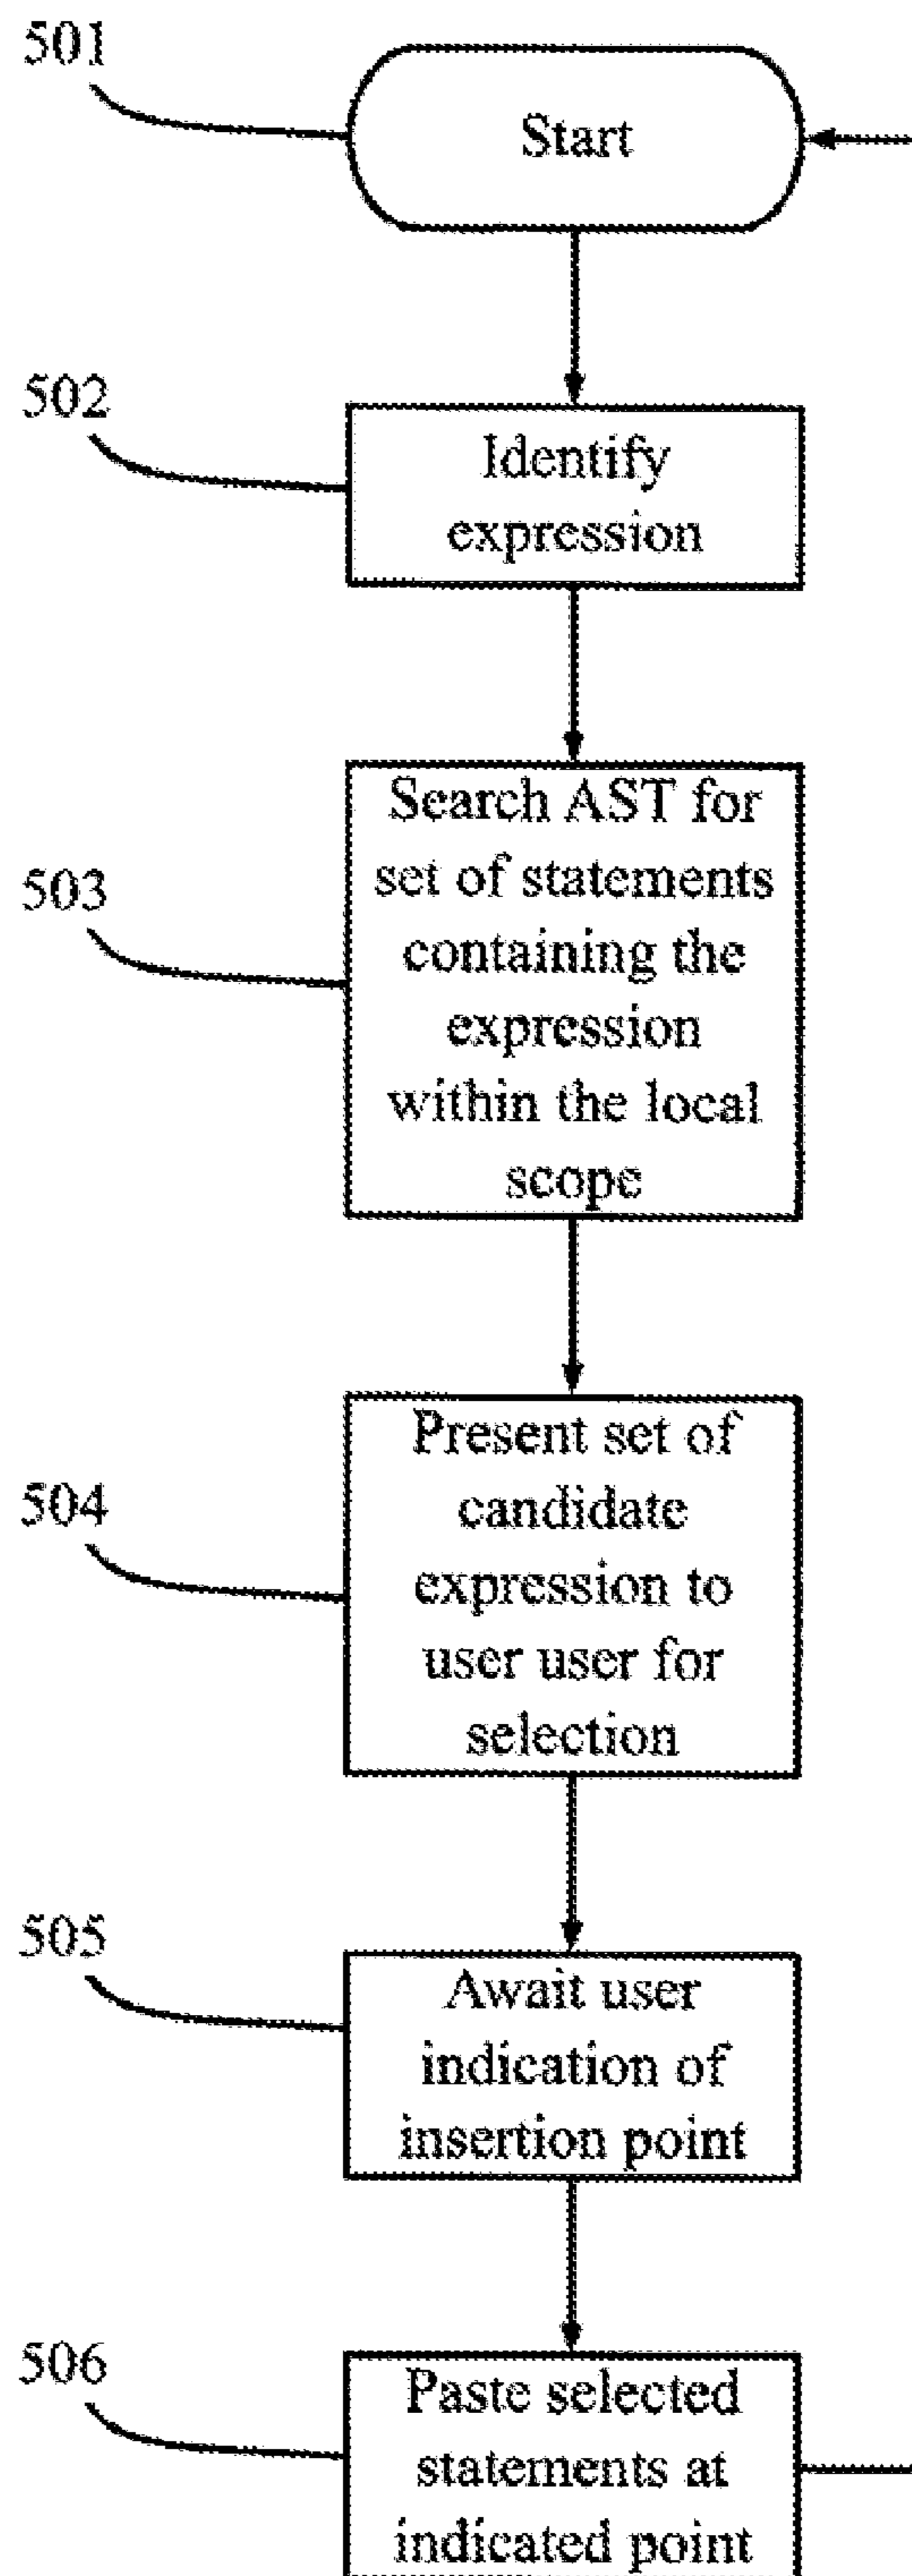 501
Start
502
Identify
expression
503
Search AST for
set of statements
containing the
expression
within the local
scope
504
Present set of
candidate
expression to
user user for
selection
505
Await user
indication of
insertion point
506
Paste selected
statements at
indicated point